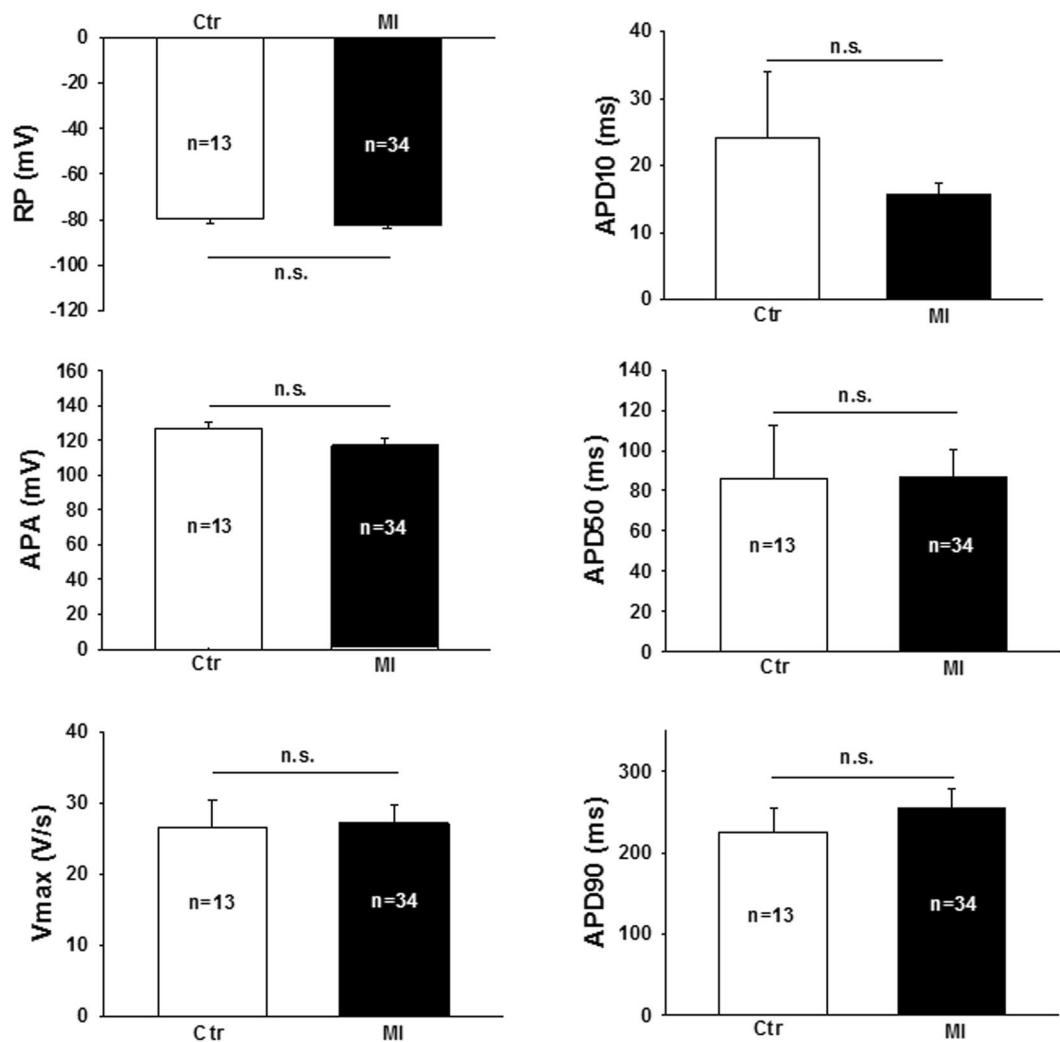 Ctr MI
0
-20
-40
-60
-80
-100
-120
RP (mV)
n=13 n=34
n.s.
40
30
20
10
0
APD10 (ms)
n.s.
Ctr MI
160
140
120
100
80
60
40
20
0
APA (mV)
n.s.
n=13 n=34
Ctr MI
140
120
100
80
60
40
20
0
APD50 (ms)
n.s.
n=13 n=34
Ctr MI
40
30
20
10
0
Vmax (V/s)
n.s.
n=13 n=34
Ctr MI
300
200
100
0
APD90 (ms)
n.s.
n=13 n=34
Ctr MI